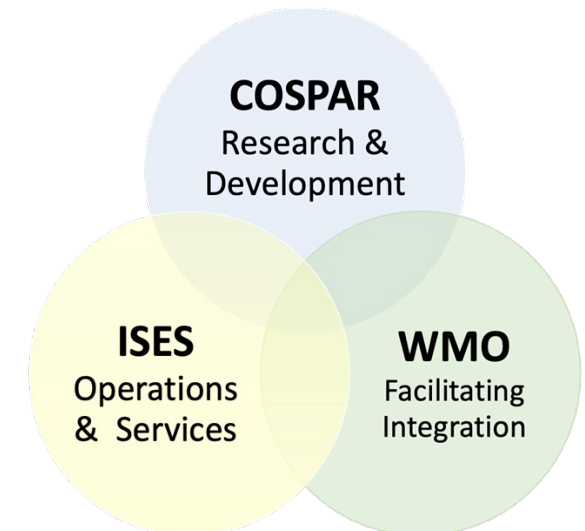 COSPAR
Research &
Development
ISES
Operations
& Services
WMO
Facilitating
Integration